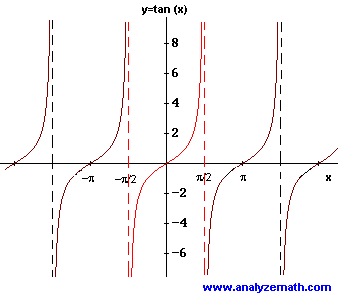 y=tan (x)
8
6
4
2
-π
-π/2
π/2
π
x
-2
-4
-6
www.analyzemath.com